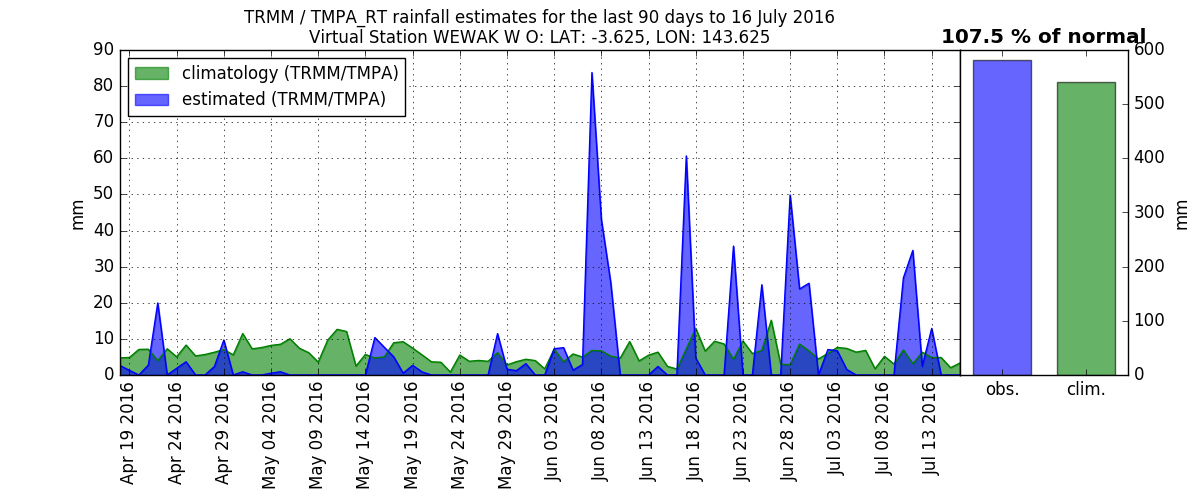 TRMM / TMPA_RT rainfall estimates for the last 90 days to 16 July 2016
Virtual Station WEWAK W O: LAT: -3.625, LON: 143.625
107.5 % of normal
climatology (TRMM/TMPA)
estimated (TRMM/TMPA)
mm
90
80
70
60
50
40
30
20
10
0
Apr 19 2016
Apr 24 2016
Apr 29 2016
May 04 2016
May 09 2016
May 14 2016
May 19 2016
May 24 2016
May 29 2016
Jun 03 2016
Jun 08 2016
Jun 13 2016
Jun 18 2016
Jun 23 2016
Jun 28 2016
Jul 03 2016
Jul 08 2016
Jul 13 2016
obs.
clim.
600
500
400
300
200
100
0
mm